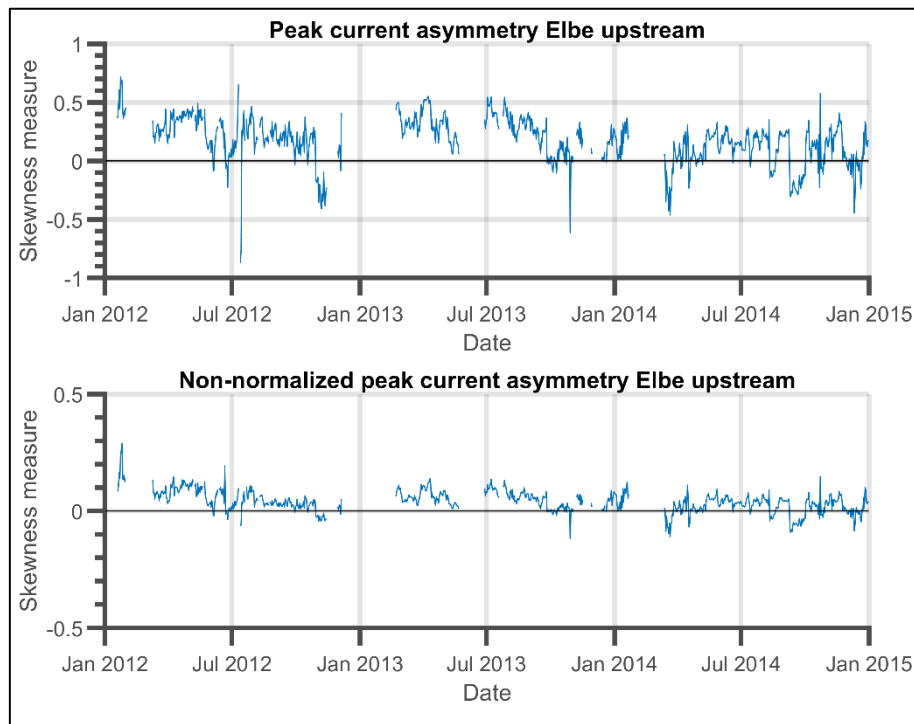 Peak current asymmetry Elbe upstream
1
0.5
0
-0.5
-1
Skewness measure
Jan 2012 Jul 2012 Jan 2013 Jul 2013 Jan 2014 Jul 2014 Jan 2015
Date
Non-normalized peak current asymmetry Elbe upstream
0.5
0
-0.5
Skewness measure
Jan 2012 Jul 2012 Jan 2013 Jul 2013 Jan 2014 Jul 2014 Jan 2015
Date